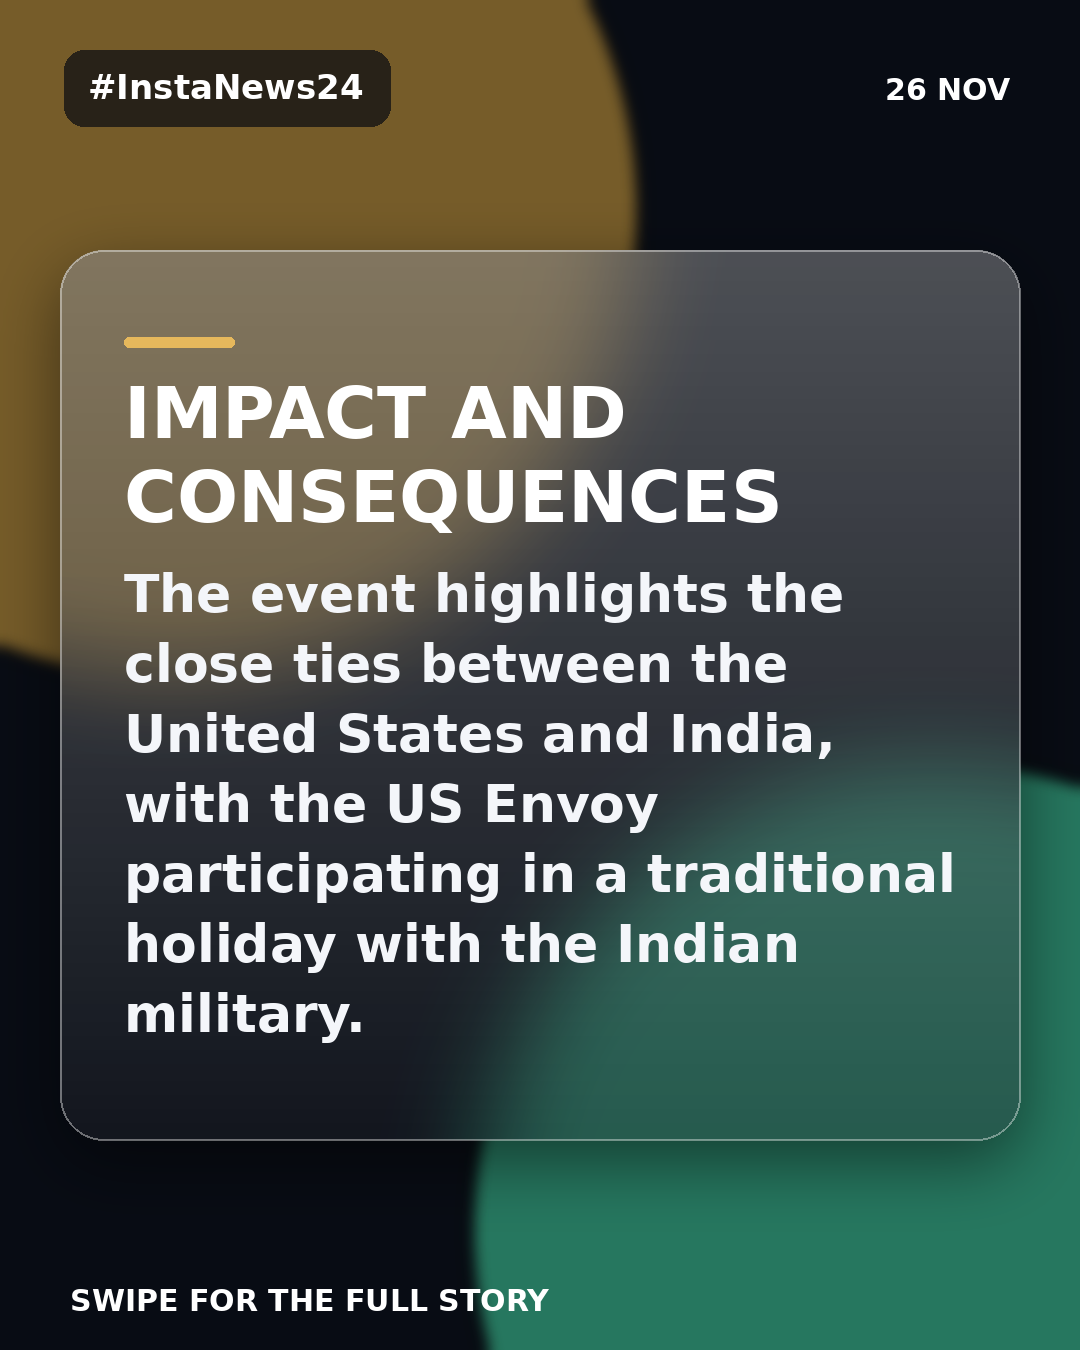 #InstaNews24
26 NOV
IMPACT AND
CONSEQUENCES
The event highlights the
close ties between the
United States and India,
with the US Envoy
participating in a traditional
holiday with the Indian
military.
SWIPE FOR THE FULL STORY